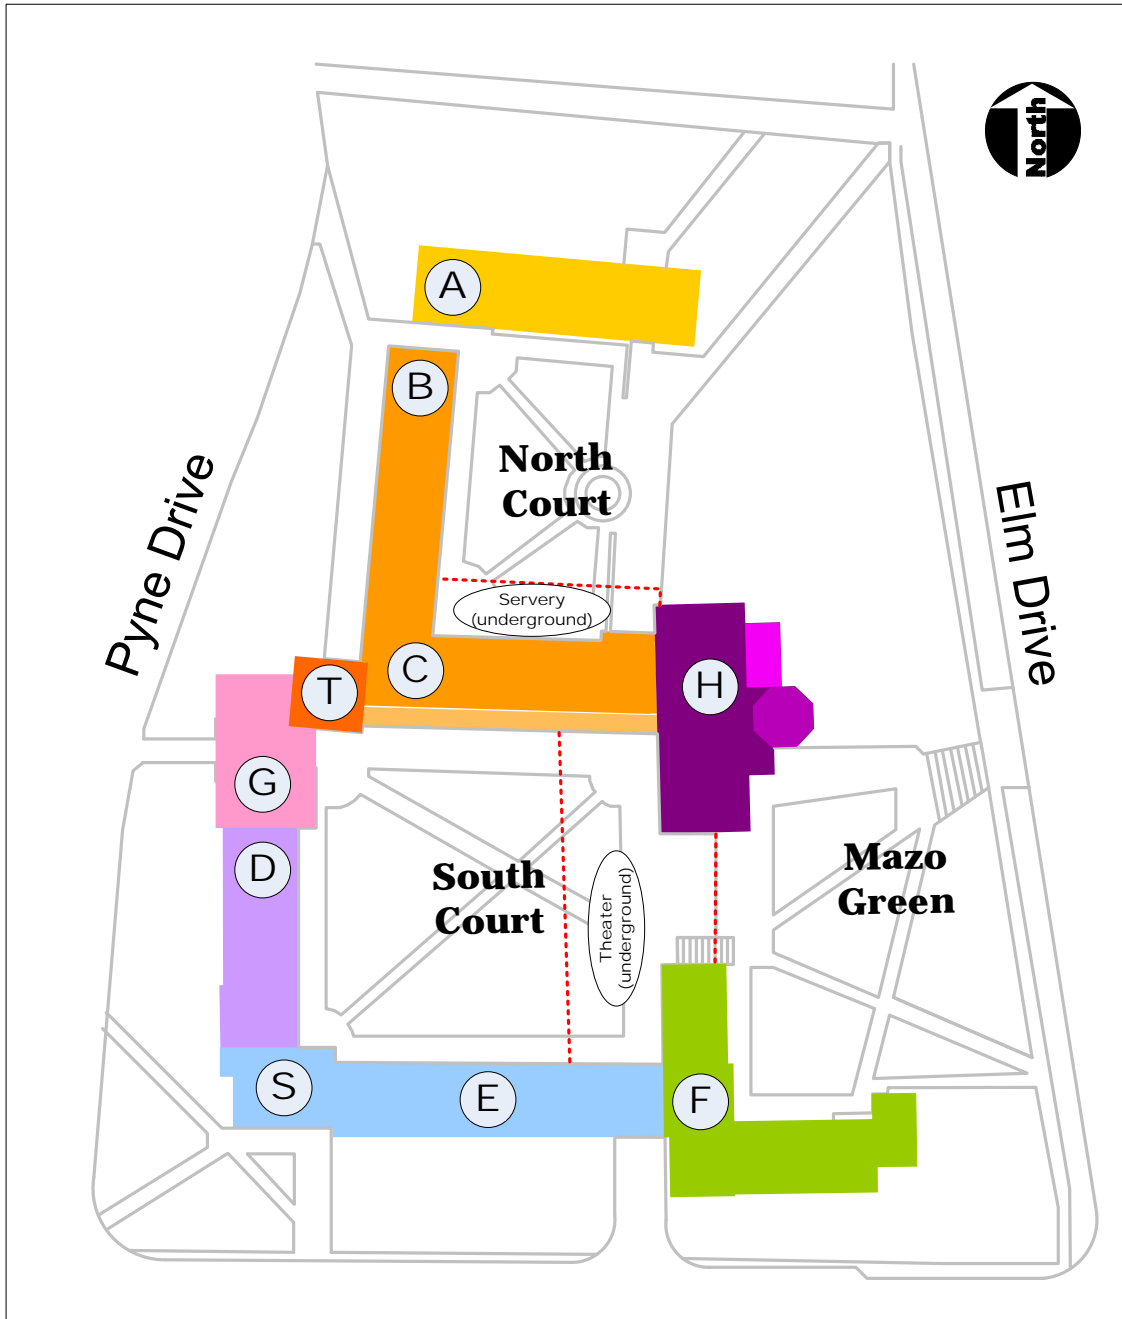 North
A
B
North
Court
Pyne Drive
Elm Drive
Servery
(underground)
C
T
H
G
D
South
Court
Mazo
Green
Theater
(underground)
S
E
F